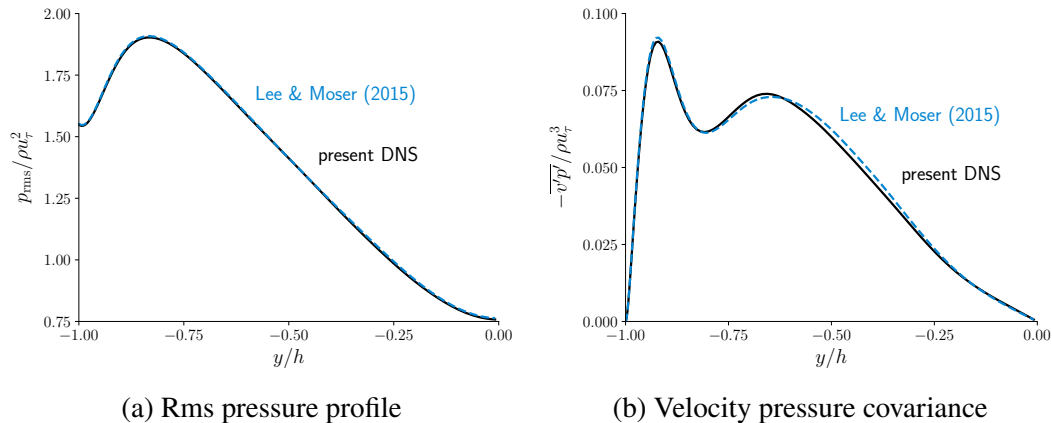 2.00
1.75
1.50
1.25
1.00
0.75
p_rms/ρu_τ^2
Lee & Moser (2015)
present DNS
−1.00 −0.75 −0.50 −0.25 0.00
y/h
(a) Rms pressure profile
0.100
0.075
0.050
0.025
0.000
−\overline{v'p'}/ρu_τ^3
Lee & Moser (2015)
present DNS
−1.00 −0.75 −0.50 −0.25 0.00
y/h
(b) Velocity pressure covariance